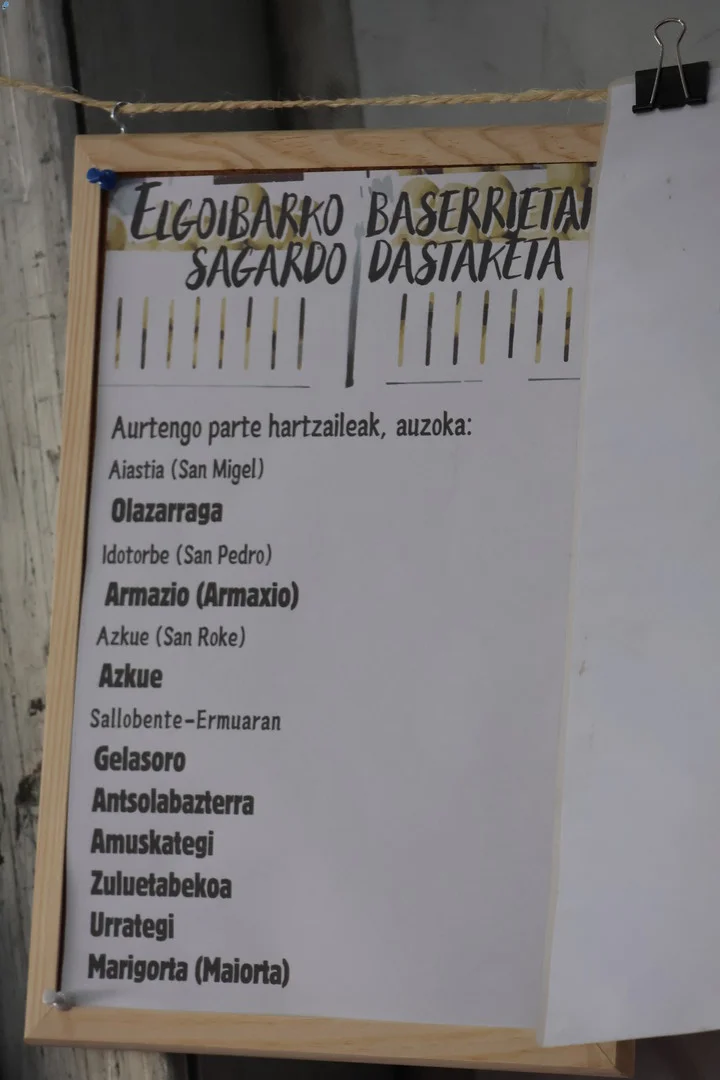 ELGOIBARKO BASERRIETAKO
SAGARDO DASTAKETA
Aurtengo parte hartzaileak, auzoka:
Aiastia (San Migel)
Olazarraga
Idotorbe (San Pedro)
Armazio (Armaxio)
Azkue (San Roke)
Azkue
Sallobente-Ermuaran
Gelasoro
Antsolabazterra
Amuskategi
Zuluetabekoa
Urrategi
Marigorta (Maiorta)